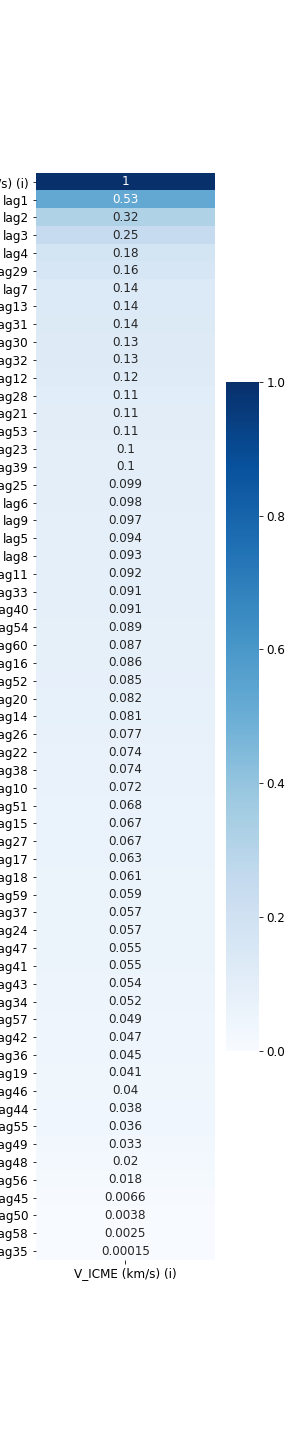 /s) (i) 1
lag1 0.53
lag2 0.32
lag3 0.25
lag4 0.18
ag29 0.16
lag7 0.14
ag13 0.14
ag31 0.14
ag30 0.13
ag32 0.13
ag12 0.12
ag28 0.11
ag21 0.11
ag53 0.11
ag23 0.1
ag39 0.1
ag25 0.099
lag6 0.098
lag9 0.097
lag5 0.094
lag8 0.093
ag11 0.092
ag33 0.091
ag40 0.091
ag54 0.089
ag60 0.087
ag16 0.086
ag52 0.085
ag20 0.082
ag14 0.081
ag26 0.077
ag22 0.074
ag38 0.074
ag10 0.072
ag51 0.068
ag15 0.067
ag27 0.067
ag17 0.063
ag18 0.061
ag59 0.059
ag37 0.057
ag24 0.057
ag47 0.055
ag41 0.055
ag43 0.054
ag34 0.052
ag57 0.049
ag42 0.047
ag36 0.045
ag19 0.041
ag46 0.04
ag44 0.038
ag55 0.036
ag49 0.033
ag48 0.02
ag56 0.018
ag45 0.0066
ag50 0.0038
ag58 0.0025
ag35 0.00015
V_ICME (km/s) (i)
1.0
0.8
0.6
0.4
0.2
0.0